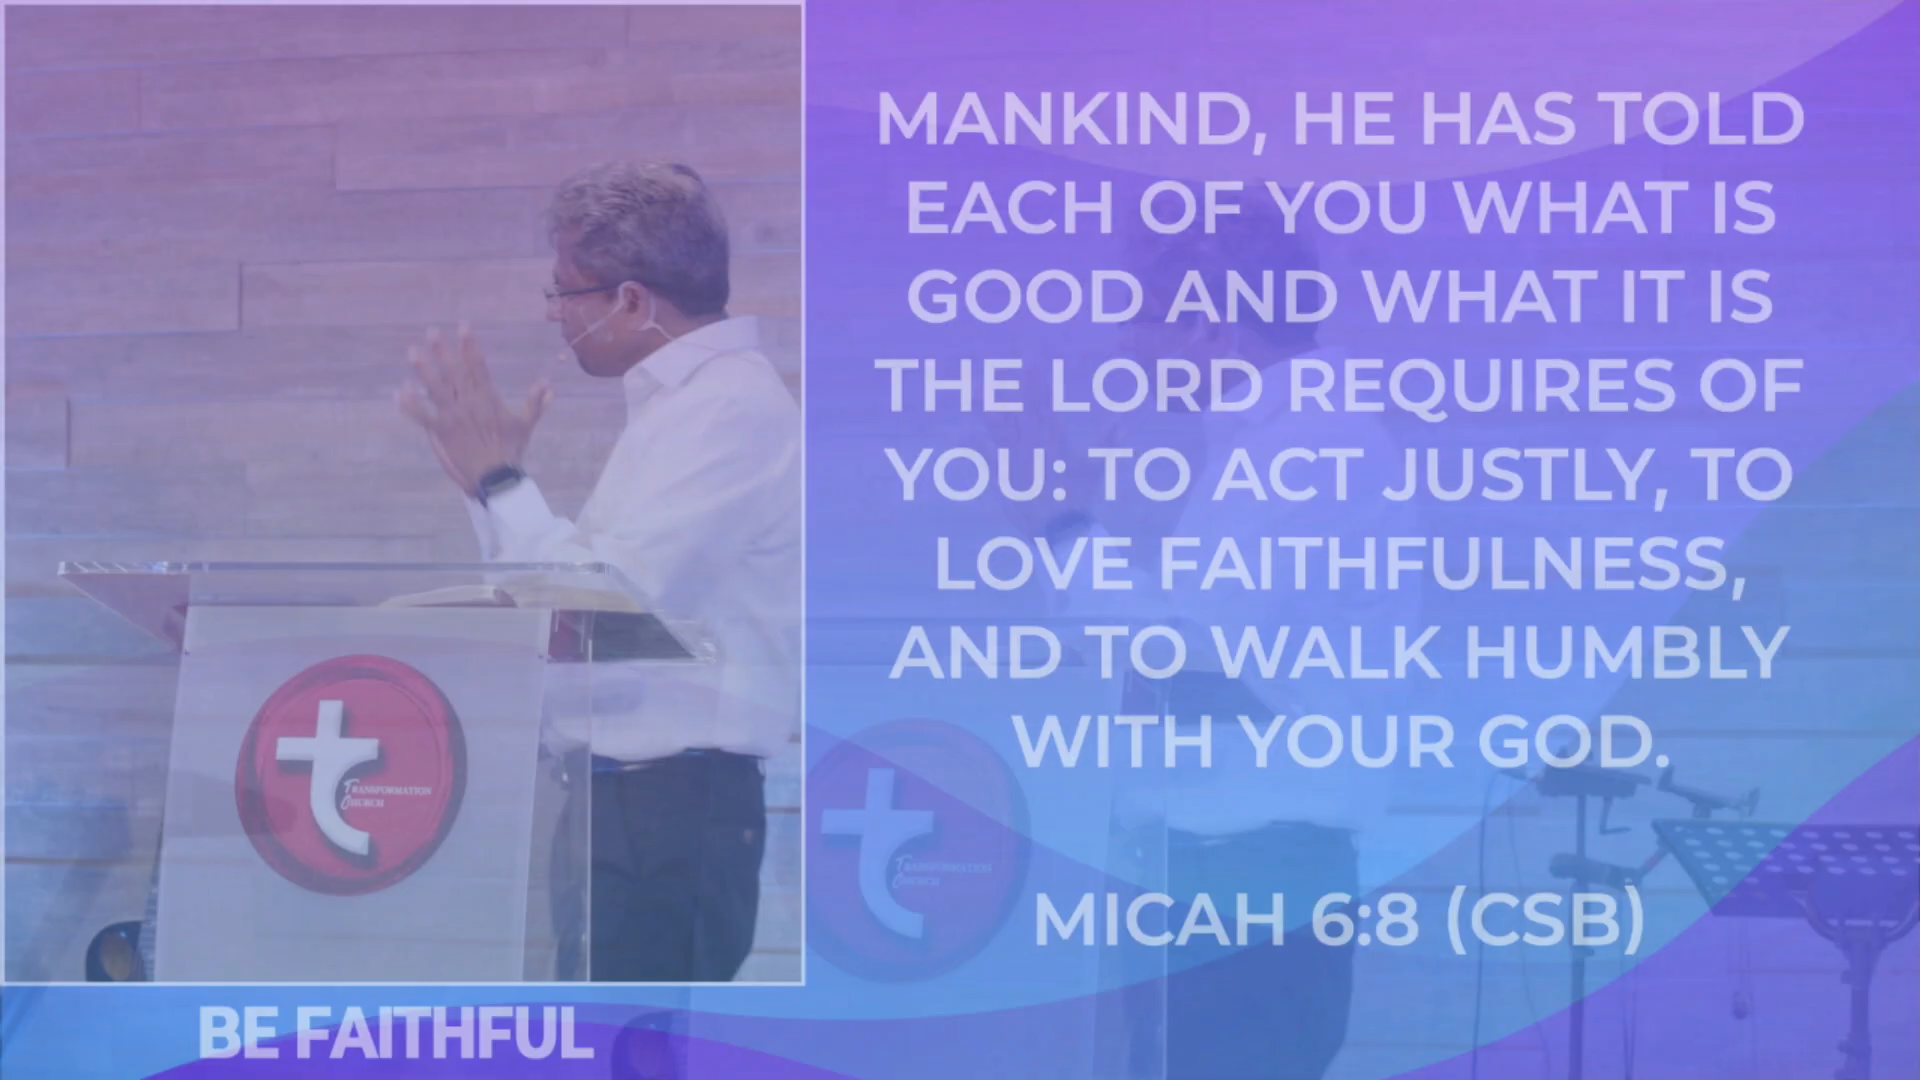 MANKIND, HE HAS TOLD
EACH OF YOU WHAT IS
GOOD AND WHAT IT IS
THE LORD REQUIRES OF
YOU: TO ACT JUSTLY, TO
LOVE FAITHFULNESS,
AND TO WALK HUMBLY
WITH YOUR GOD.
MICAH 6:8 (CSB)
TRANSFORMATION
CHURCH
TRANSFORMATION
CHURCH
BE FAITHFUL